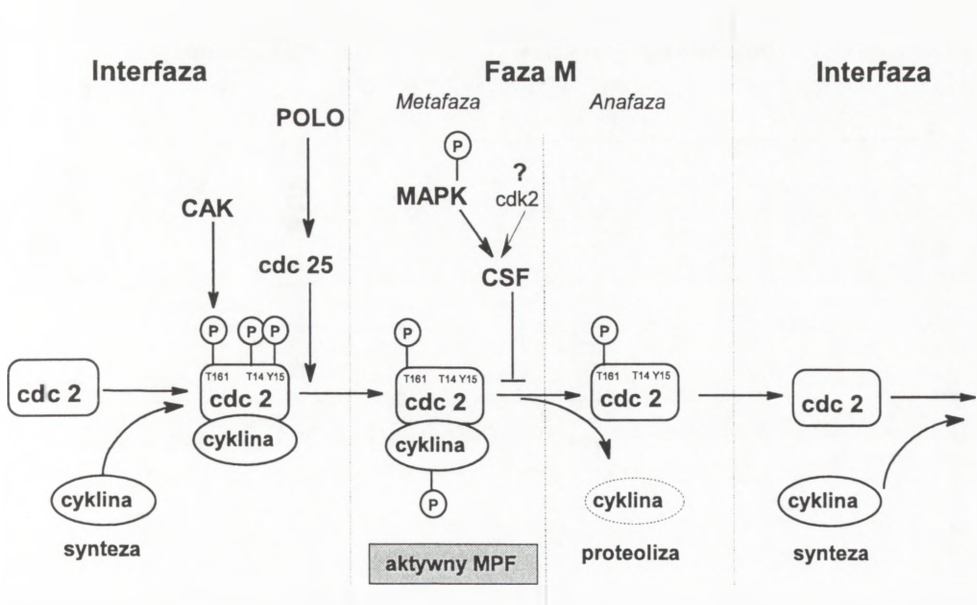 Interfaza
Faza M
Interfaza
Metafaza
Anafaza
POLO
P
?
MAPK
cdk2
CAK
cdc 25
CSF
P
P
P
P
P
T161
T14 Y15
T161
T14 Y15
T161
T14 Y15
cdc 2
cdc 2
cdc 2
cdc 2
cdc 2
cyklina
cyklina
cyklina
P
cyklina
cyklina
synteza
aktywny MPF
proteoliza
synteza